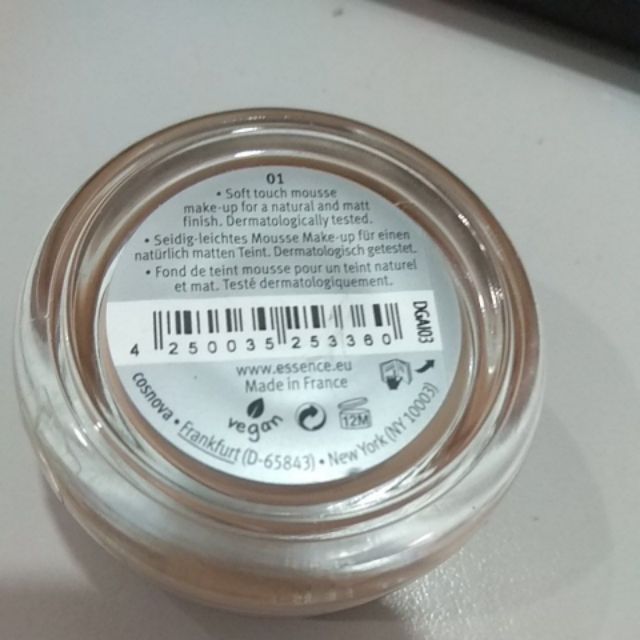 01
• Soft touch mousse
make-up for a natural and matt
finish. Dermatologically tested.
• Seidig-leichtes Mousse Make-up für einen
natürlich matten Teint. Dermatologisch getestet.
• Fond de teint mousse pour un teint naturel
et mat. Testé dermatologiquement.
4 250035 253360
DGA403
www.essence.eu
Made in France
vegan
12M
cosnova • Frankfurt (D-65843) • New York (NY 10003)